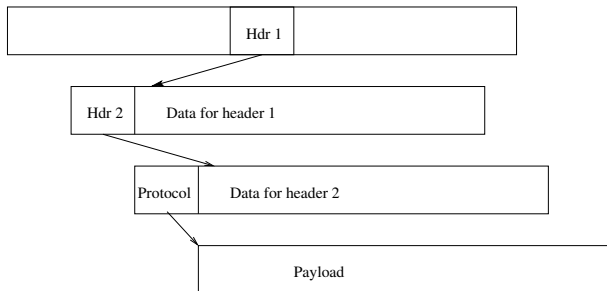 Hdr 1
Hdr 2 Data for header 1
Protocol Data for header 2
Payload